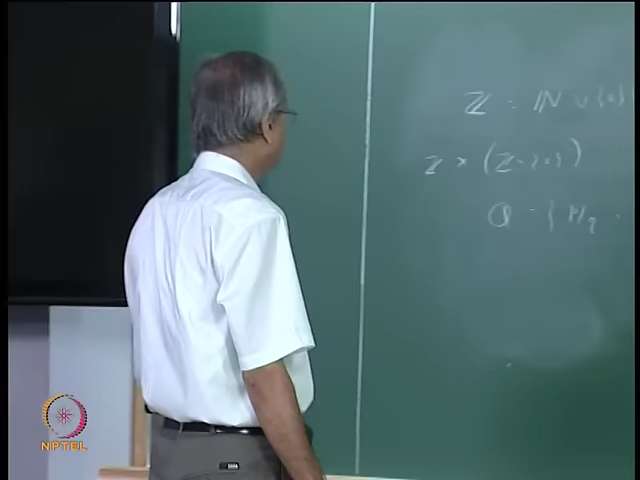 ℤ : ℕ ∪ {0}
ℤ × (ℤ - {0})
ℚ = { p/q
NPTEL